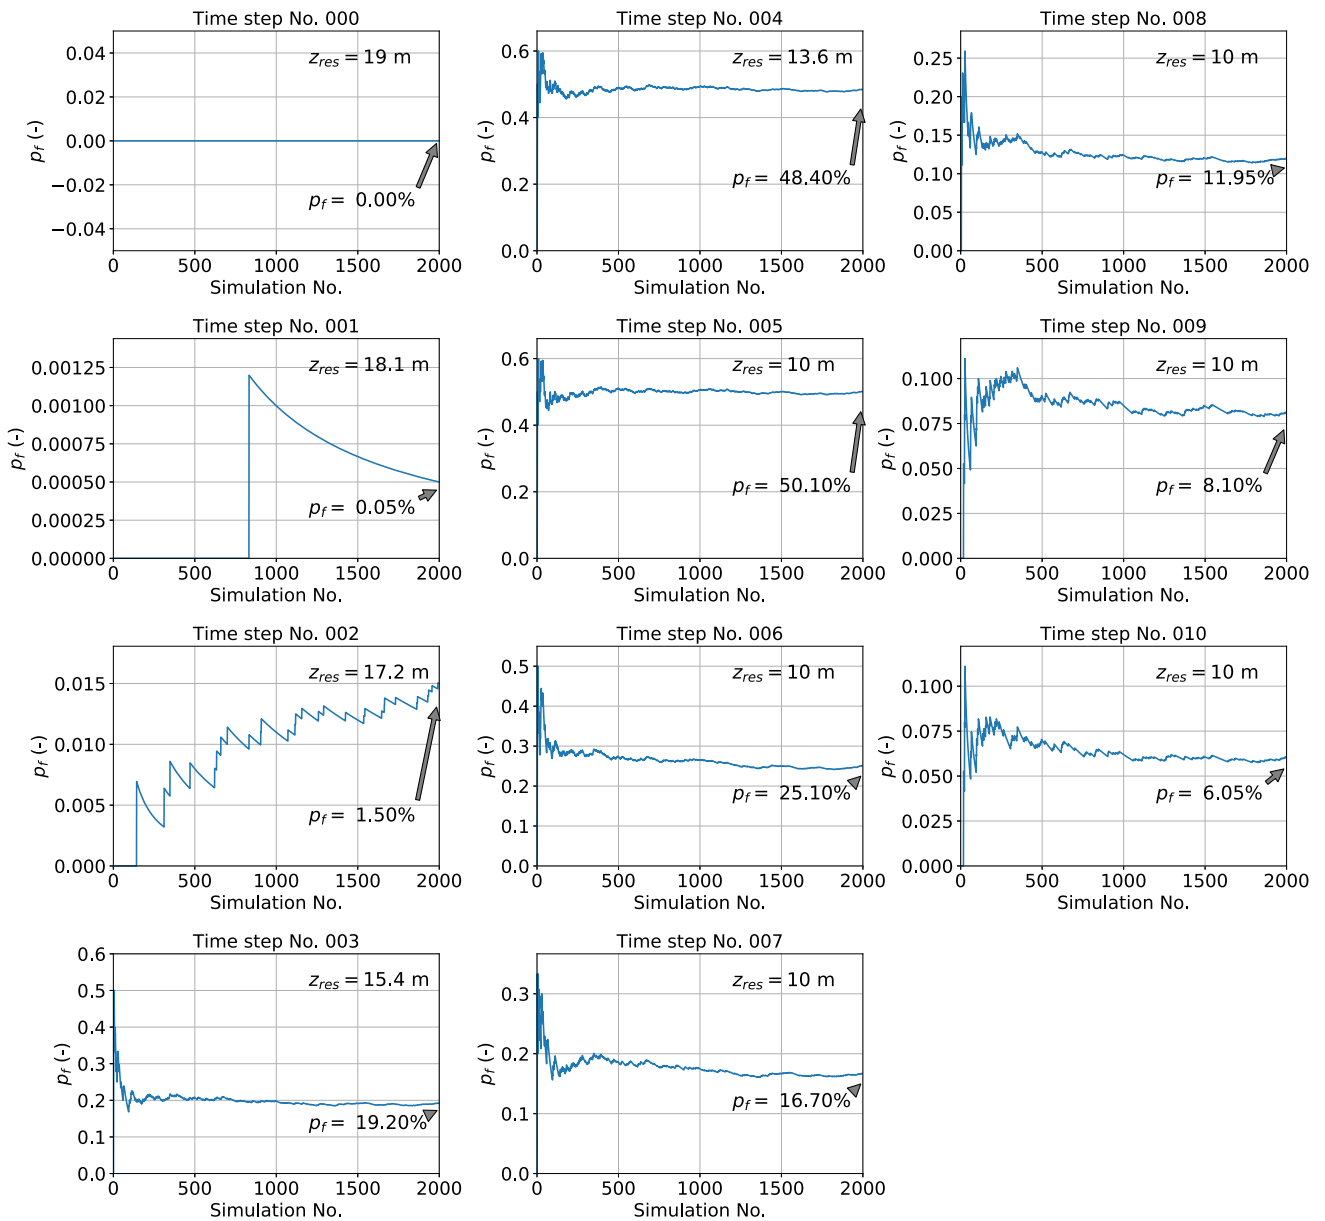 Time step No. 000
z_res = 19 m
p_f = 0.00%
p_f (-)
0.04
0.02
0.00
−0.02
−0.04
0 500 1000 1500 2000
Simulation No.
Time step No. 004
z_res = 13.6 m
p_f = 48.40%
p_f (-)
0.6
0.4
0.2
0.0
0 500 1000 1500 2000
Simulation No.
Time step No. 008
z_res = 10 m
p_f = 11.95%
p_f (-)
0.25
0.20
0.15
0.10
0.05
0.00
0 500 1000 1500 2000
Simulation No.
Time step No. 001
z_res = 18.1 m
p_f = 0.05%
p_f (-)
0.00125
0.00100
0.00075
0.00050
0.00025
0.00000
0 500 1000 1500 2000
Simulation No.
Time step No. 005
z_res = 10 m
p_f = 50.10%
p_f (-)
0.6
0.4
0.2
0.0
0 500 1000 1500 2000
Simulation No.
Time step No. 009
z_res = 10 m
p_f = 8.10%
p_f (-)
0.100
0.075
0.050
0.025
0.000
0 500 1000 1500 2000
Simulation No.
Time step No. 002
z_res = 17.2 m
p_f = 1.50%
p_f (-)
0.015
0.010
0.005
0.000
0 500 1000 1500 2000
Simulation No.
Time step No. 006
z_res = 10 m
p_f = 25.10%
p_f (-)
0.5
0.4
0.3
0.2
0.1
0.0
0 500 1000 1500 2000
Simulation No.
Time step No. 010
z_res = 10 m
p_f = 6.05%
p_f (-)
0.100
0.075
0.050
0.025
0.000
0 500 1000 1500 2000
Simulation No.
Time step No. 003
z_res = 15.4 m
p_f = 19.20%
p_f (-)
0.6
0.5
0.4
0.3
0.2
0.1
0.0
0 500 1000 1500 2000
Simulation No.
Time step No. 007
z_res = 10 m
p_f = 16.70%
p_f (-)
0.3
0.2
0.1
0.0
0 500 1000 1500 2000
Simulation No.